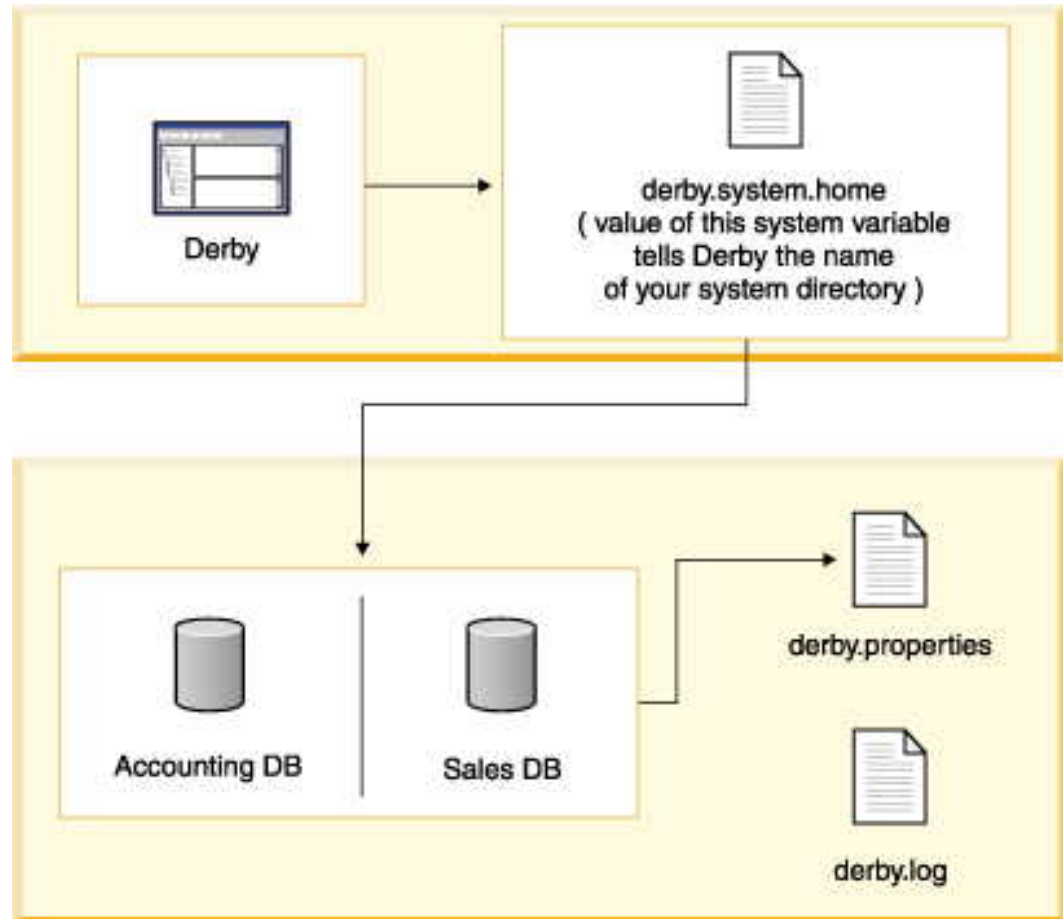 Derby
derby.system.home
( value of this system variable
tells Derby the name
of your system directory )
Accounting DB
Sales DB
derby.properties
derby.log